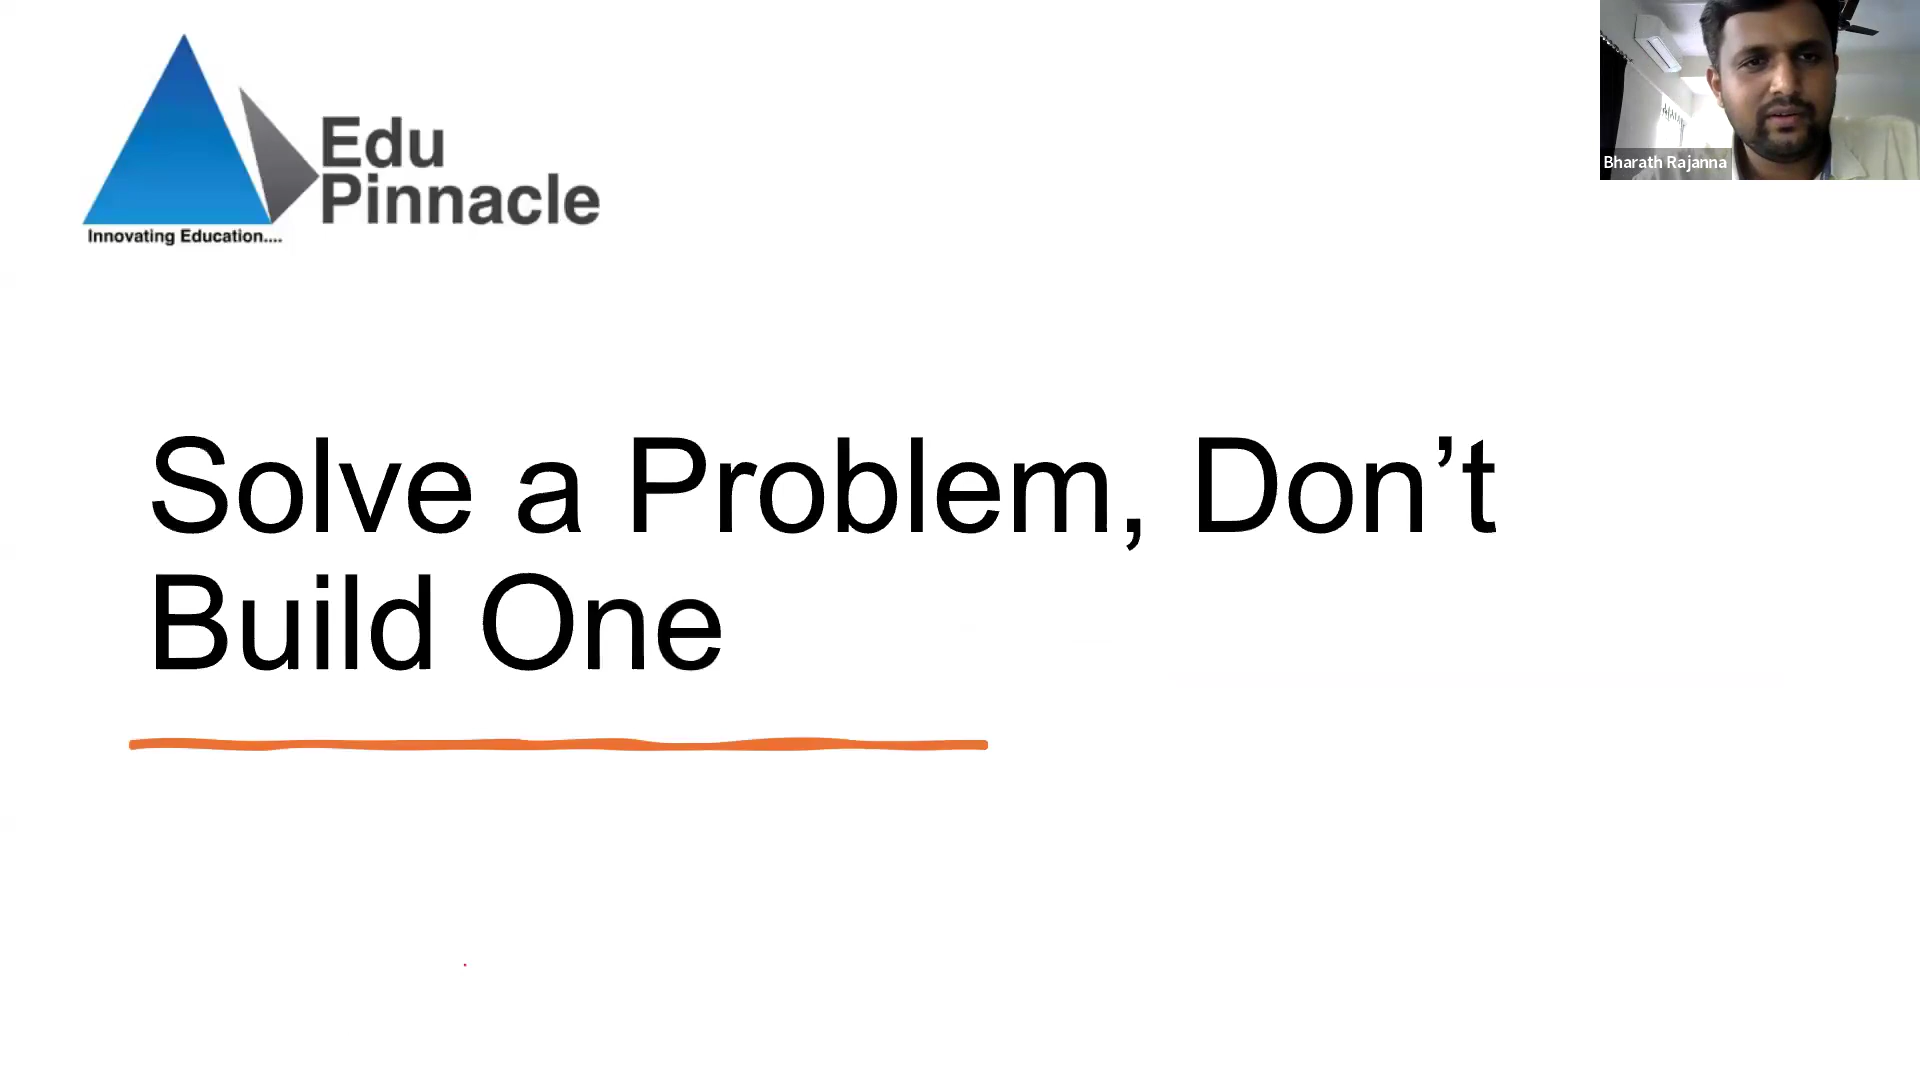 Edu
Pinnacle
Innovating Education....
Bharath Rajanna
Solve a Problem, Don’t
Build One